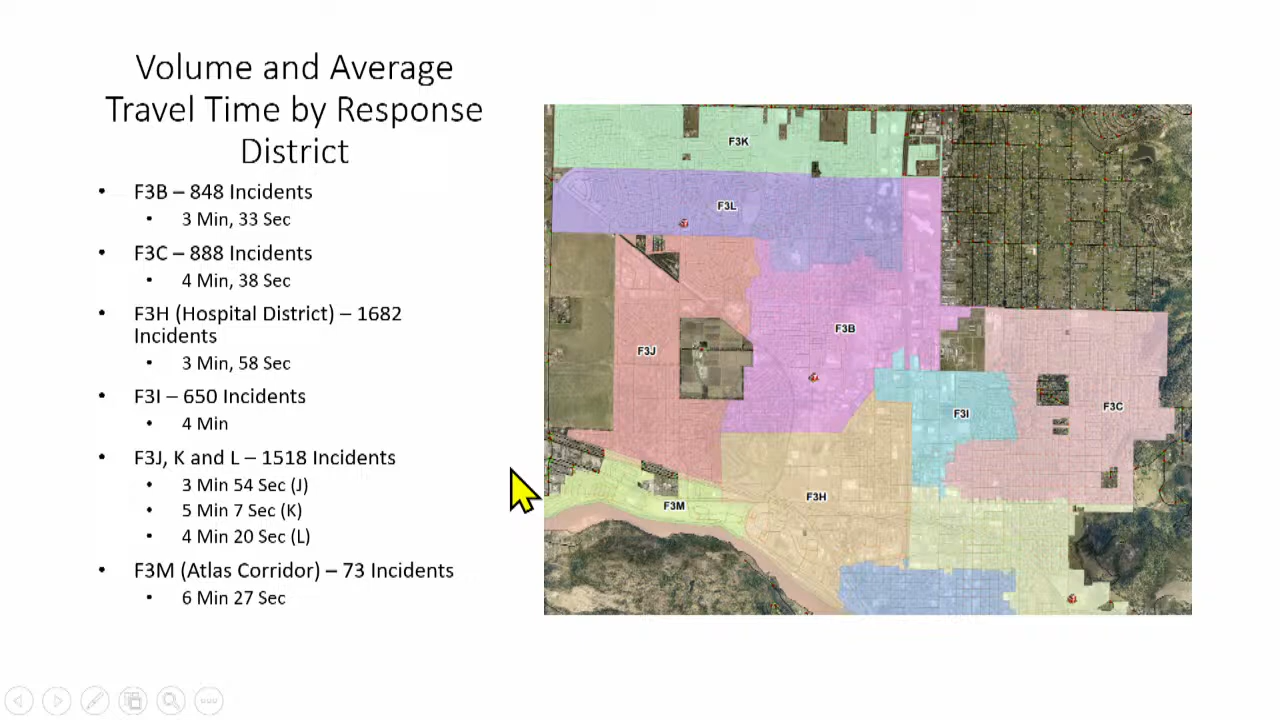 Volume and Average
Travel Time by Response
District
• F3B – 848 Incidents
• 3 Min, 33 Sec
• F3C – 888 Incidents
• 4 Min, 38 Sec
• F3H (Hospital District) – 1682
Incidents
• 3 Min, 58 Sec
• F3I – 650 Incidents
• 4 Min
• F3J, K and L – 1518 Incidents
• 3 Min 54 Sec (J)
• 5 Min 7 Sec (K)
• 4 Min 20 Sec (L)
• F3M (Atlas Corridor) – 73 Incidents
• 6 Min 27 Sec
F3K
F3L
F3B
F3J
F3I
F3C
F3H
F3M